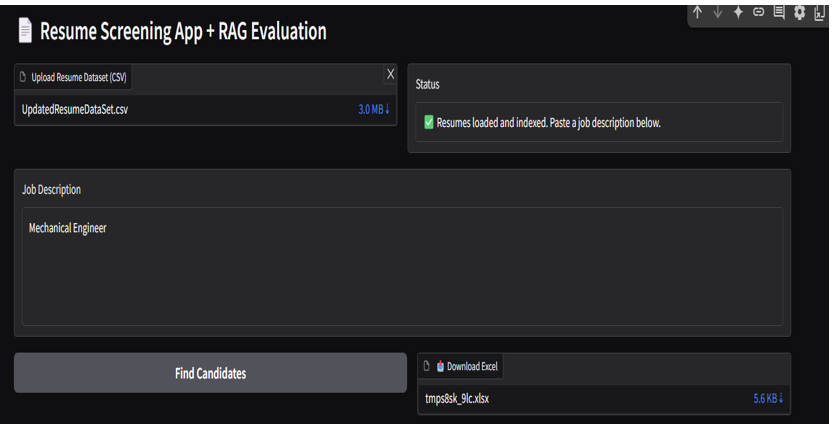 Resume Screening App + RAG Evaluation
Upload Resume Dataset (CSV)
X
UpdatedResumeDataSet.csv
3.0 MB ↓
Status
Resumes loaded and indexed. Paste a job description below.
Job Description
Mechanical Engineer
Find Candidates
Download Excel
tmps8sk_9lc.xlsx
5.6 KB ↓